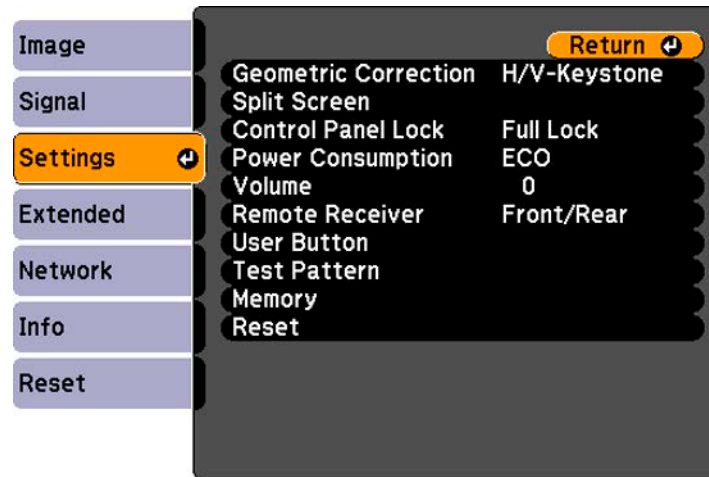 Image
Signal
Settings
Extended
Network
Info
Reset
Return
Geometric Correction H/V-Keystone
Split Screen
Control Panel Lock Full Lock
Power Consumption ECO
Volume 0
Remote Receiver Front/Rear
User Button
Test Pattern
Memory
Reset